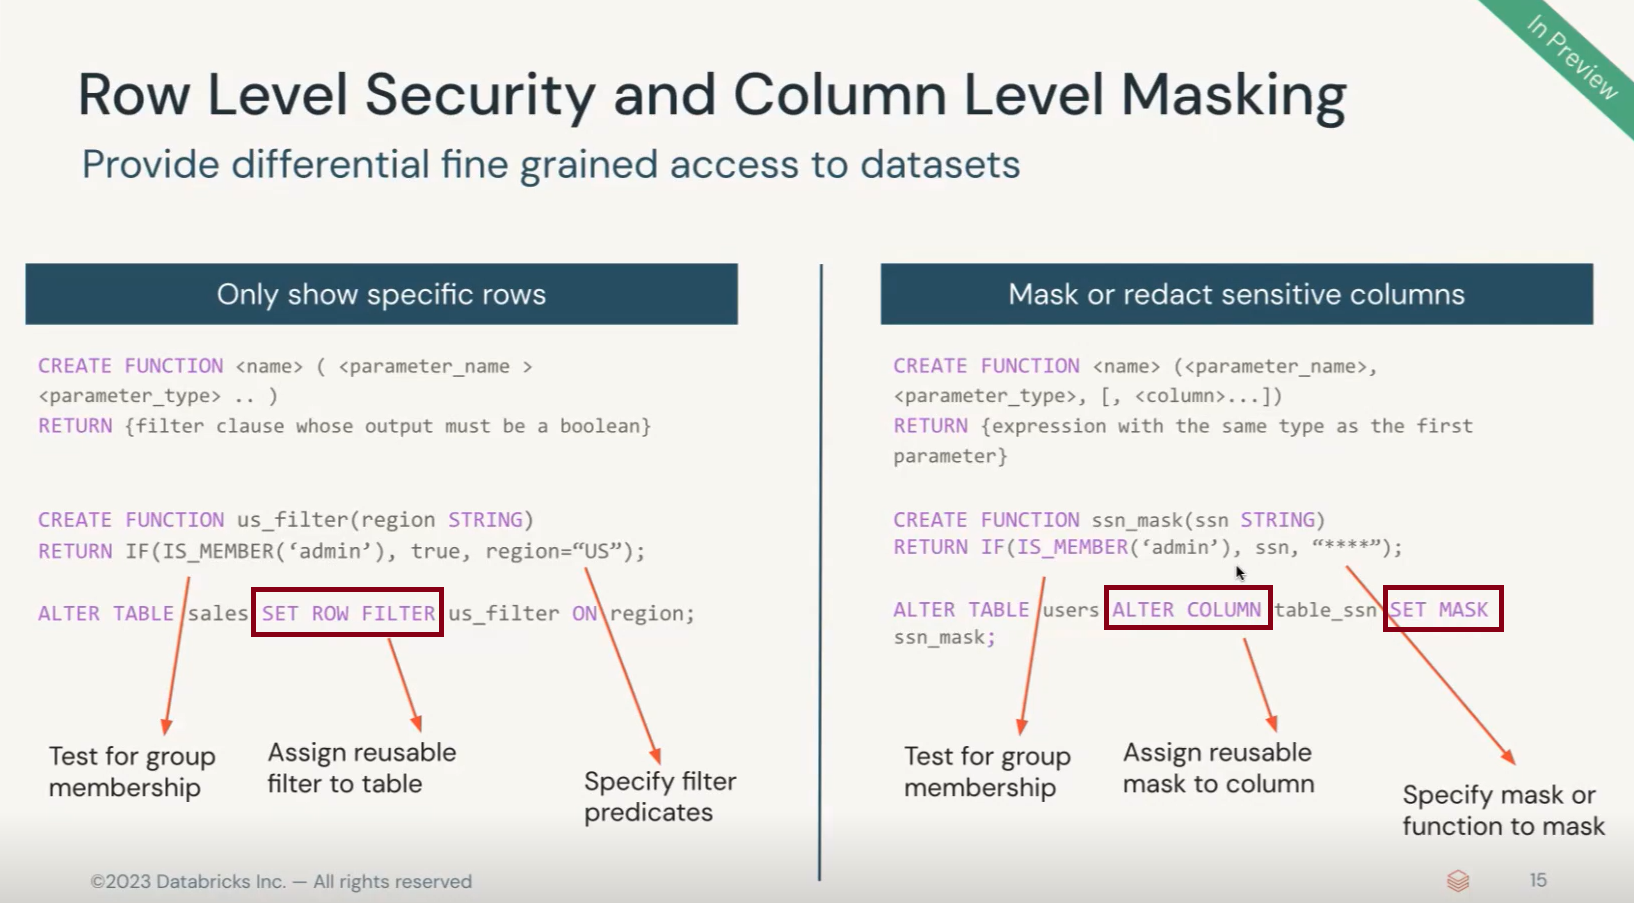 In Preview
Row Level Security and Column Level Masking
Provide differential fine grained access to datasets
Only show specific rows
CREATE FUNCTION <name> ( <parameter_name >
<parameter_type> .. )
RETURN {filter clause whose output must be a boolean}
CREATE FUNCTION us_filter(region STRING)
RETURN IF(IS_MEMBER(‘admin’), true, region=“US”);
ALTER TABLE sales SET ROW FILTER us_filter ON region;
Test for group
membership
Assign reusable
filter to table
Specify filter
predicates
Mask or redact sensitive columns
CREATE FUNCTION <name> (<parameter_name>,
<parameter_type>, [, <column>...])
RETURN {expression with the same type as the first
parameter}
CREATE FUNCTION ssn_mask(ssn STRING)
RETURN IF(IS_MEMBER(‘admin’), ssn, “****”);
ALTER TABLE users ALTER COLUMN table_ssn SET MASK
ssn_mask;
Test for group
membership
Assign reusable
mask to column
Specify mask or
function to mask
©2023 Databricks Inc. — All rights reserved
15